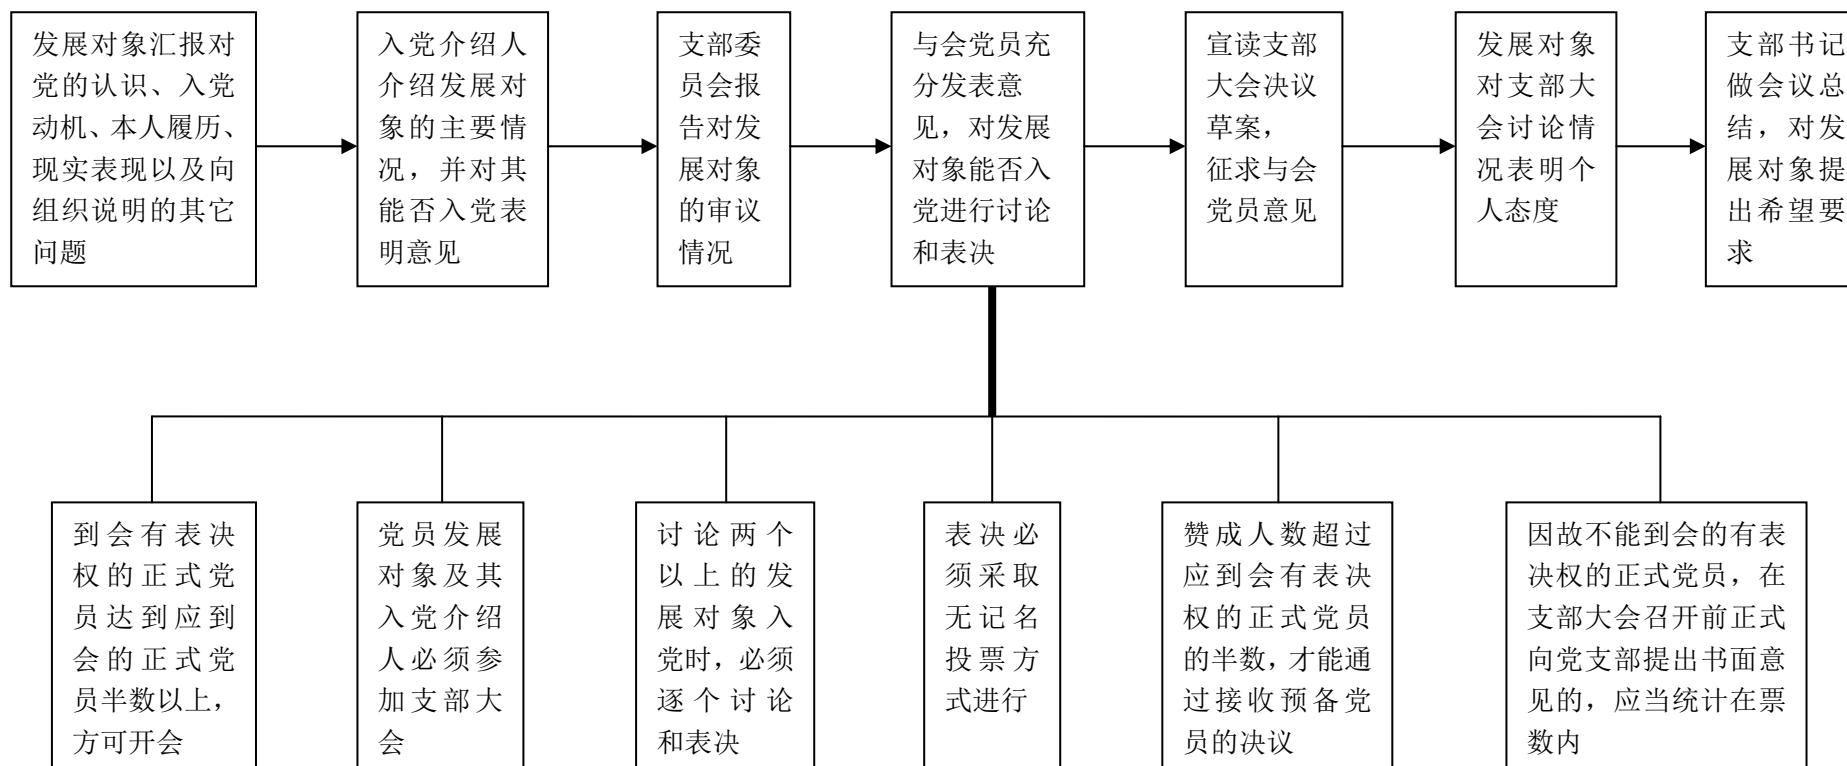 发展对象汇报对
党的认识、入党
动机、本人履历、
现实表现以及向
组织说明的其它
问题
入党介绍人
介绍发展对
象的主要情
况，并对其
能否入党表
明意见
支部委
员会报
告对发
展对象
的审议
情况
与会党员充
分发表意
见，对发展
对象能否入
党进行讨论
和表决
宣读支部
大会决议
草案，
征求与会
党员意见
发展对象
对支部大
会讨论情
况表明个
人态度
支部书记
做会议总
结，对发
展对象提
出希望要
求
到会有表决
权的正式党
员达到应到
会的正式党
员半数以上，
方可开会
党员发展
对象及其
入党介绍
人必须参
加支部大
会
讨论两个
以上的发
展对象入
党时，必须
逐个讨论
和表决
表决必
须采取
无记名
投票方
式进行
赞成人数超过
应到会有表决
权的正式党员
的半数，才能通
过接收预备党
员的决议
因故不能到会的有表
决权的正式党员，在
支部大会召开前正式
向党支部提出书面意
见的，应当统计在票
数内